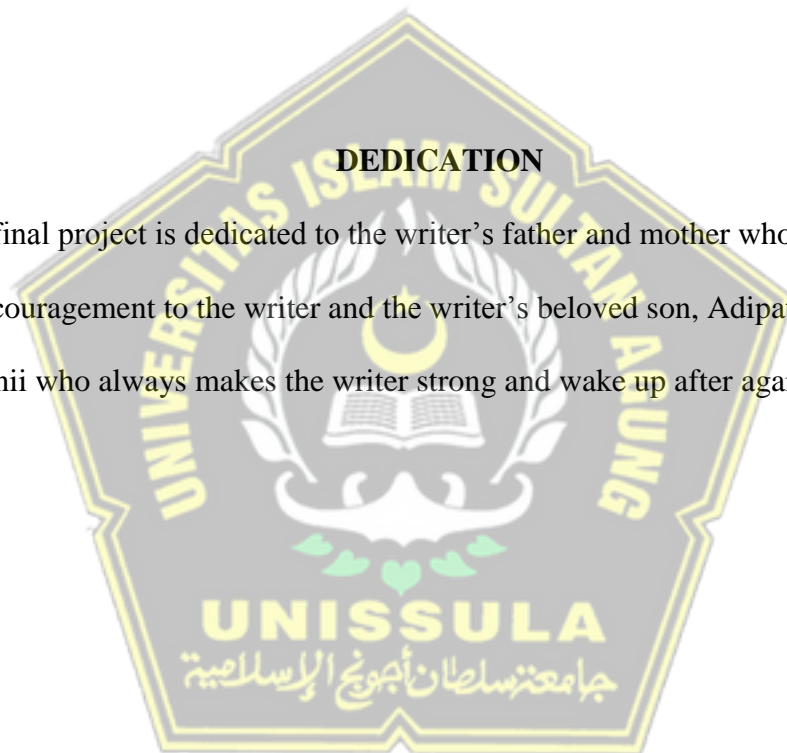 DEDICATION
final project is dedicated to the writer’s father and mother who
couragement to the writer and the writer’s beloved son, Adipa
nii who always makes the writer strong and wake up after agai
UNIVERSITAS ISLAM SULTAN AGUNG
UNISSULA
جامعة سلطان أجونج الإسلامية